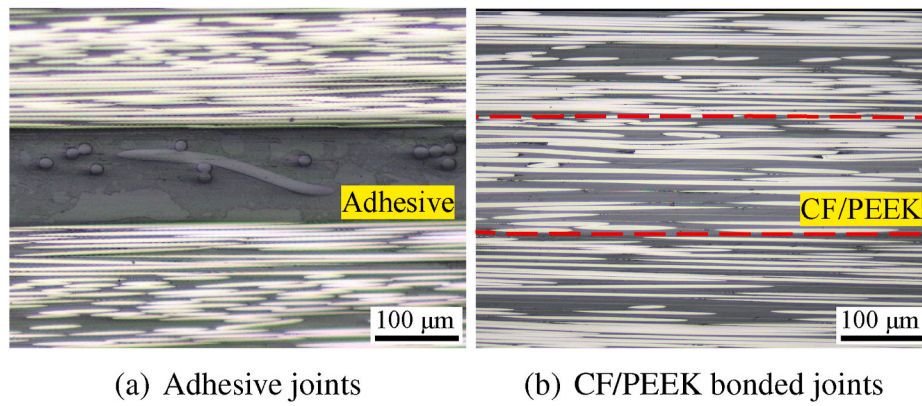 Adhesive
100 μm
CF/PEEK
100 μm
(a) Adhesive joints
(b) CF/PEEK bonded joints